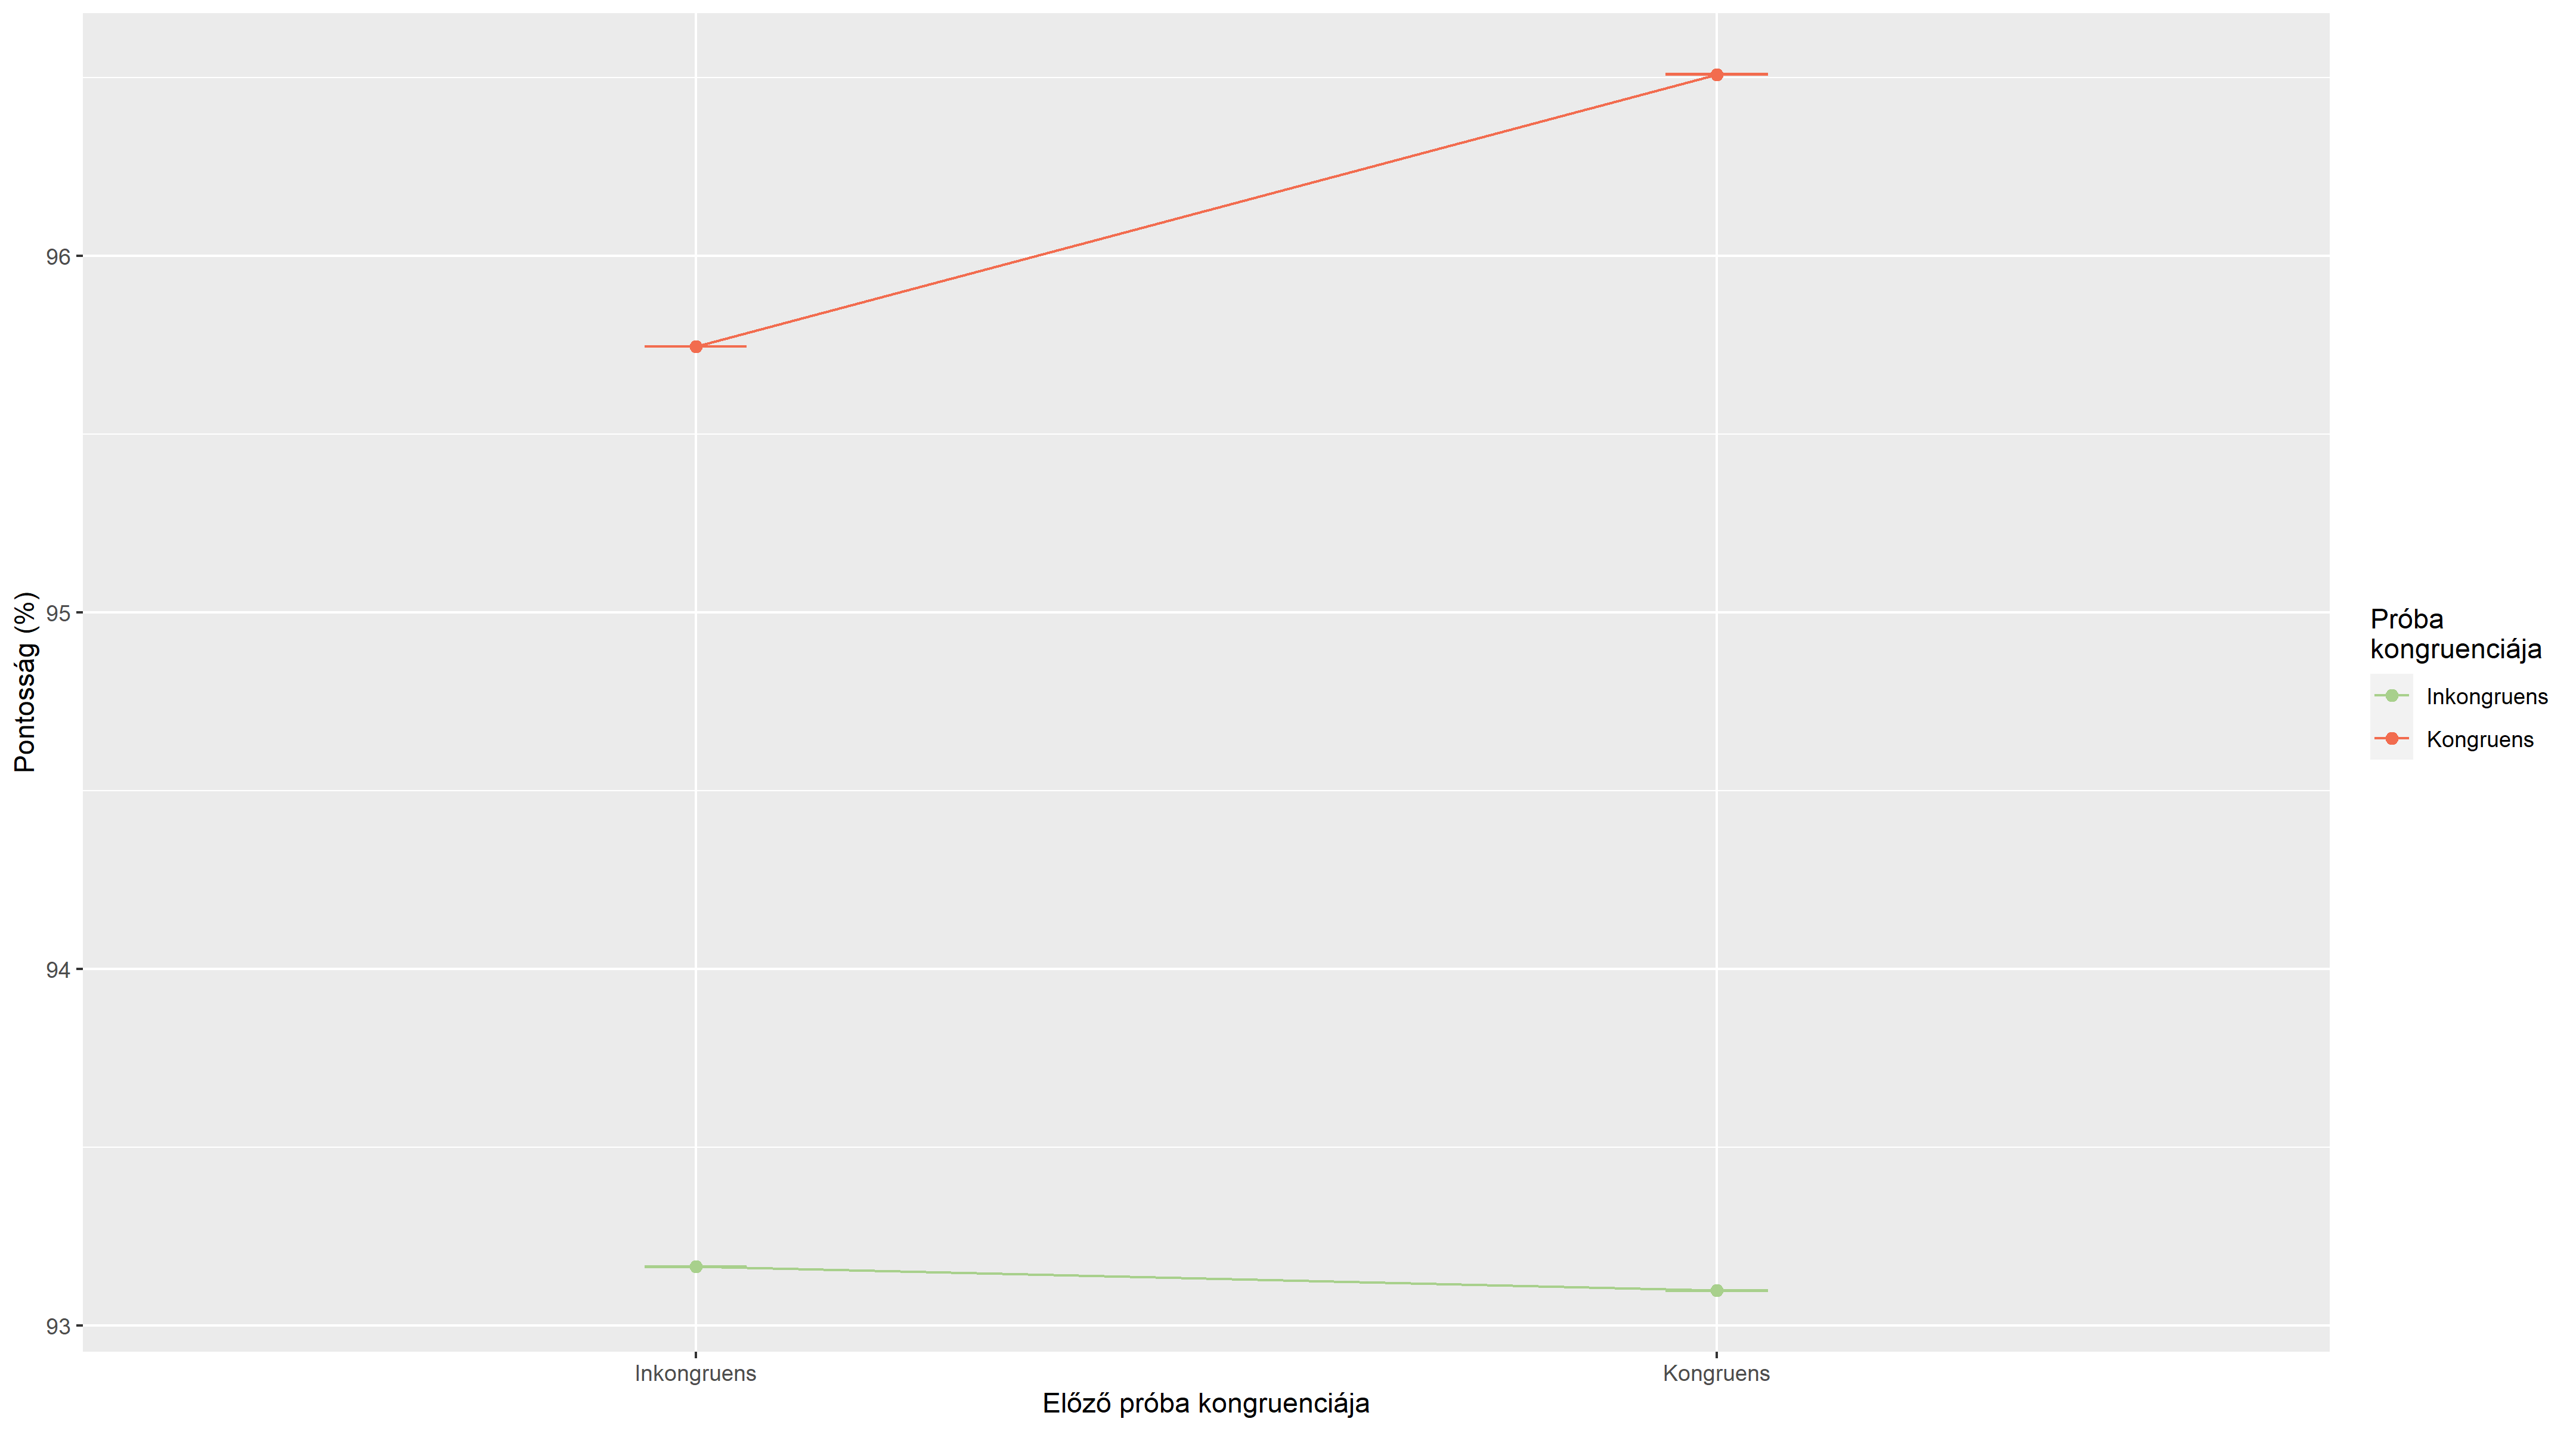 96
95
94
93
Pontosság (%)
Inkongruens
Kongruens
Előző próba kongruenciája
Próba
kongruenciája
Inkongruens
Kongruens